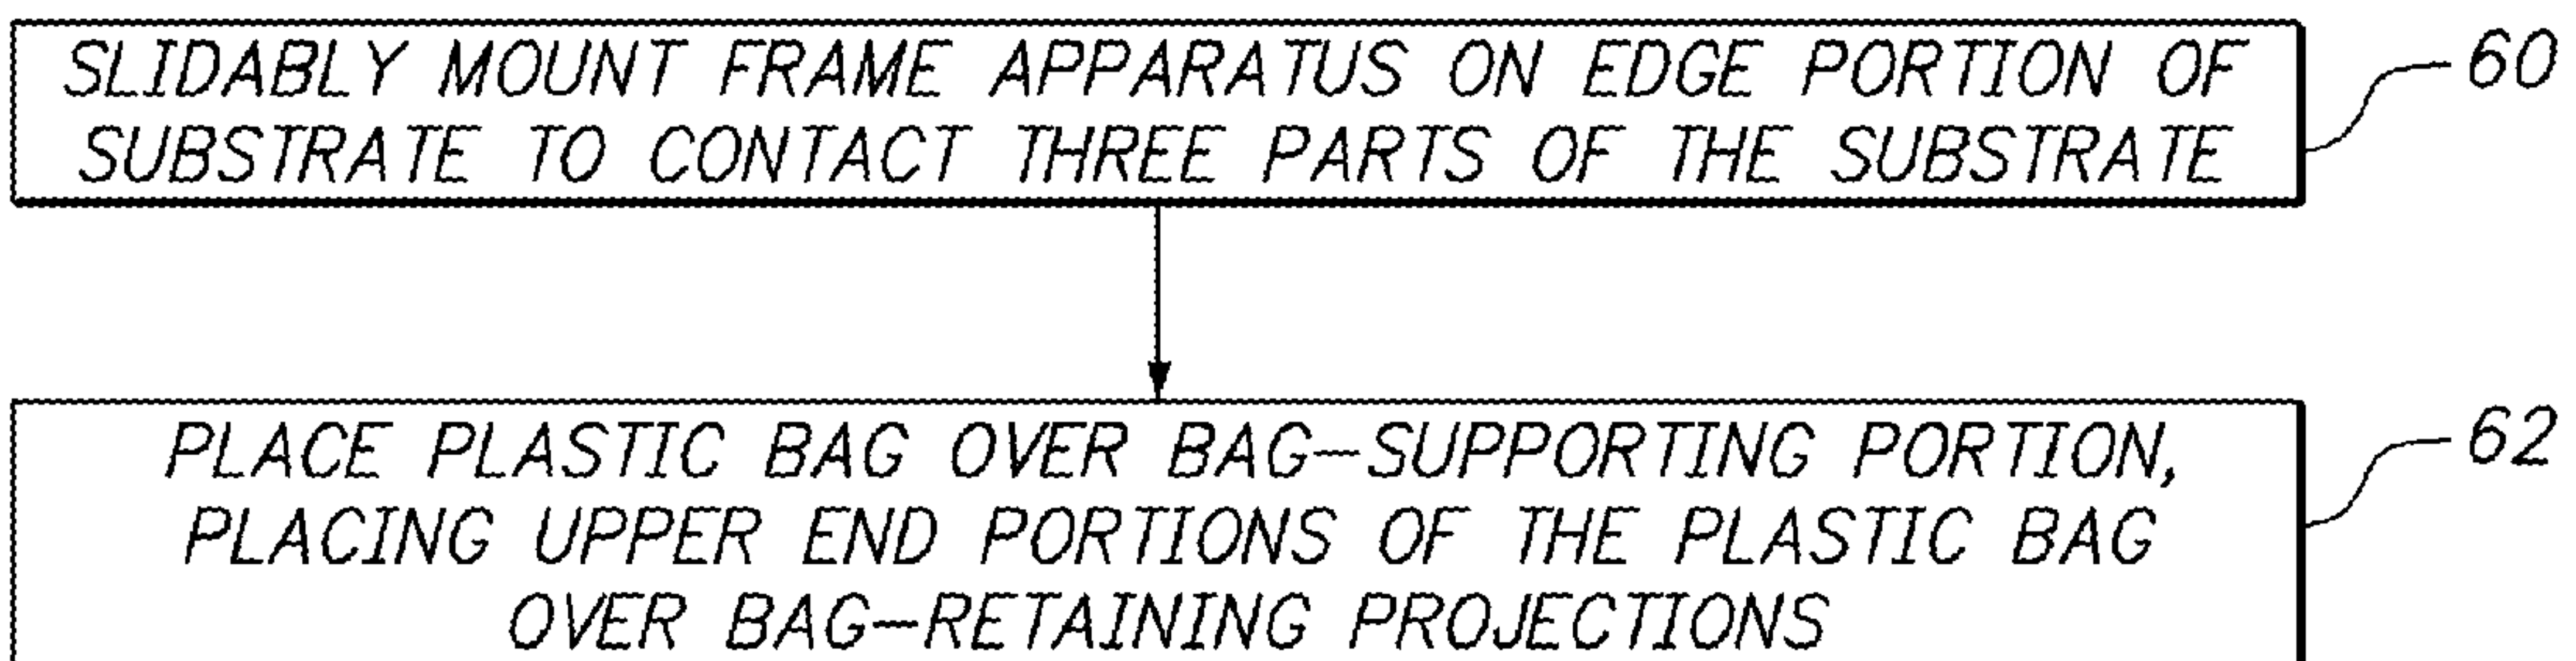 SLIDABLY MOUNT FRAME APPARATUS ON EDGE PORTION OF
SUBSTRATE TO CONTACT THREE PARTS OF THE SUBSTRATE
60
PLACE PLASTIC BAG OVER BAG-SUPPORTING PORTION,
PLACING UPPER END PORTIONS OF THE PLASTIC BAG
OVER BAG-RETAINING PROJECTIONS
62